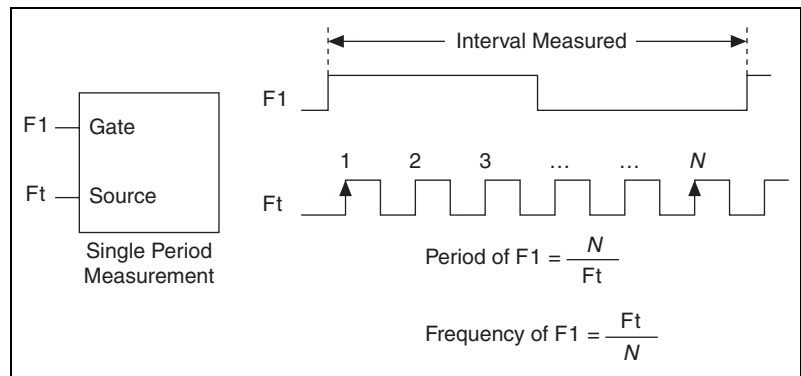 Interval Measured
F1
F1 Gate
1 2 3 … … N
Ft Source
Ft
Single Period
Measurement
Period of F1 = N
Ft
Frequency of F1 = Ft
N